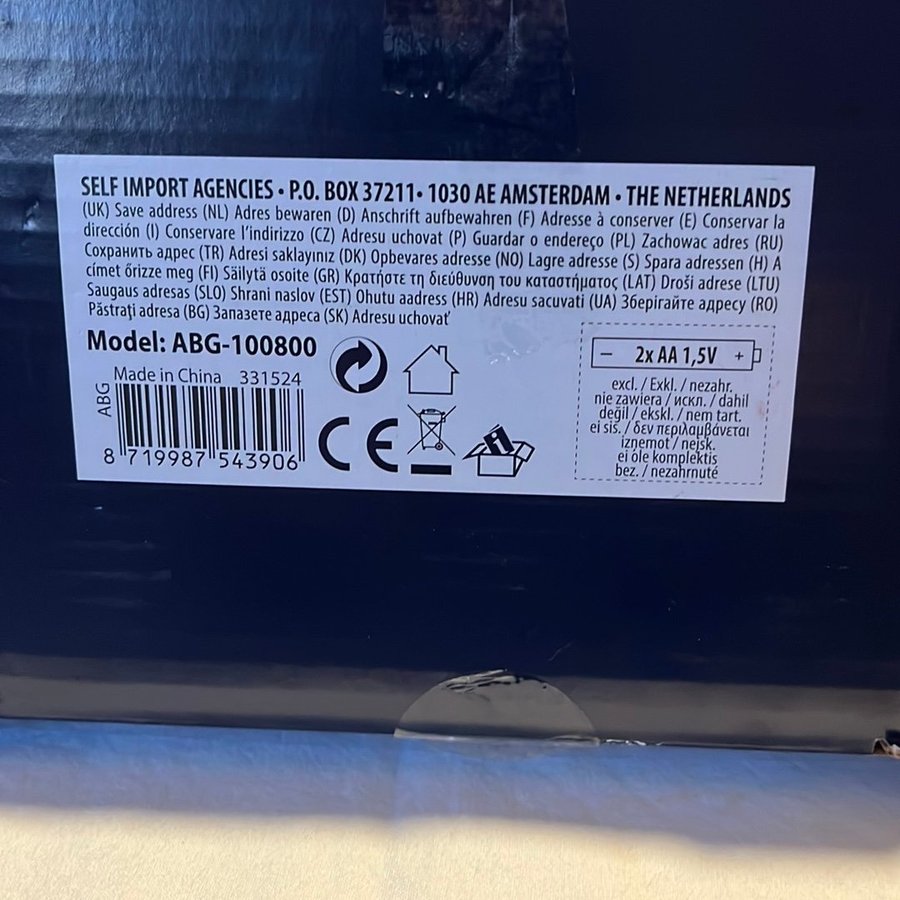 SELF IMPORT AGENCIES • P.O. BOX 37211• 1030 AE AMSTERDAM • THE NETHERLANDS
(UK) Save address (NL) Adres bewaren (D) Anschrift aufbewahren (F) Adresse à conserver (E) Conservar la
dirección (I) Conservare l'indirizzo (CZ) Adresu uchovat (P) Guardar o endereço (PL) Zachowac adres (RU)
Сохранить адрес (TR) Adresi saklayiniz (DK) Opbevares adresse (NO) Lagre adresse (S) Spara adressen (H) A
címet őrizze meg (FI) Säilytä osoite (GR) Κρατήστε τη διεύθυνση του καταστήματος (LAT) Droši adrese (LTU)
Saugaus adresas (SLO) Shrani naslov (EST) Ohutu aadress (HR) Adresu sacuvati (UA) Зберігайте адресу (RO)
Păstraţi adresa (BG) Запазете адреса (SK) Adresu uchovať
Model: ABG-100800
Made in China 331524
ABG
8 719987 543906
CE
2x AA 1,5V
excl. / Exkl. / nezahr.
nie zawiera / искл. / dahil
değil / ekskl. / nem tart.
ei sis. / δεν περιλαμβάνεται
iznemot / nejsk.
ei ole komplektis
bez. / nezahrnuté